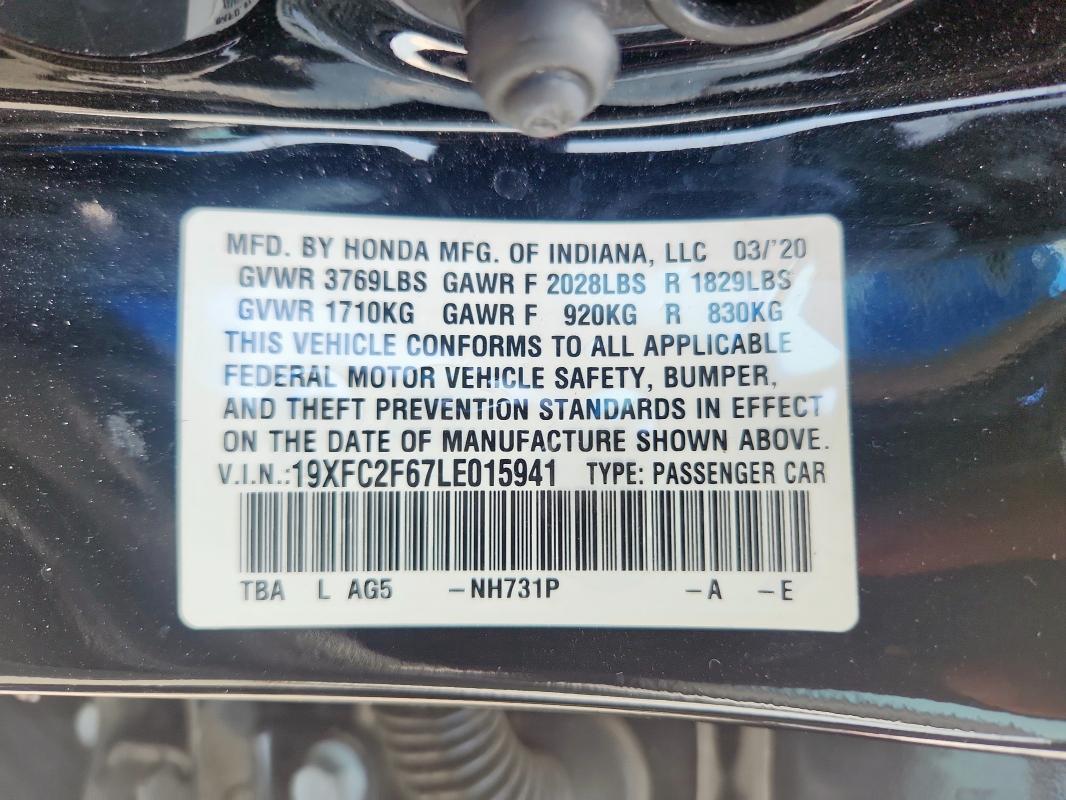 MFD. BY HONDA MFG. OF INDIANA, LLC 03/'20
GVWR 3769LBS GAWR F 2028LBS R 1829LBS
GVWR 1710KG GAWR F 920KG R 830KG
THIS VEHICLE CONFORMS TO ALL APPLICABLE
FEDERAL MOTOR VEHICLE SAFETY, BUMPER,
AND THEFT PREVENTION STANDARDS IN EFFECT
ON THE DATE OF MANUFACTURE SHOWN ABOVE.
V.I.N.:19XFC2F67LE015941 TYPE: PASSENGER CAR
TBA L AG5 –NH731P –A –E